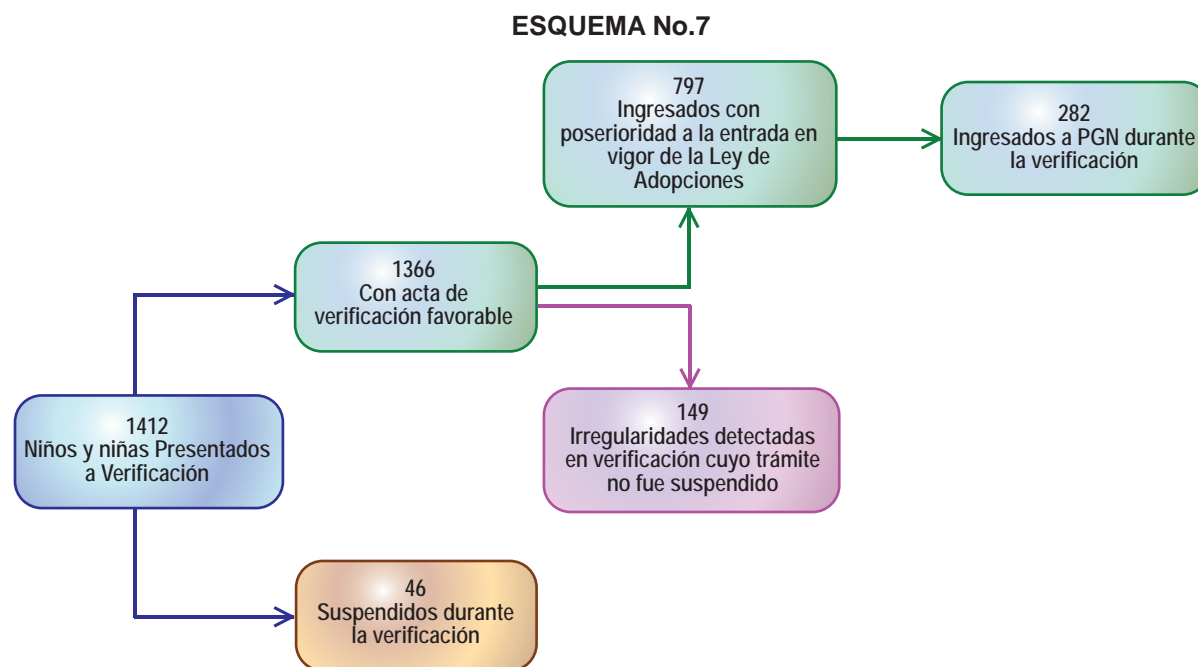 ESQUEMA No.7
797
Ingresados con
poserioridad a la entrada en
vigor de la Ley de
Adopciones
282
Ingresados a PGN durante
la verificación
1366
Con acta de
verificación favorable
1412
Niños y niñas Presentados
a Verificación
149
Irregularidades detectadas
en verificación cuyo trámite
no fue suspendido
46
Suspendidos durante
la verificación